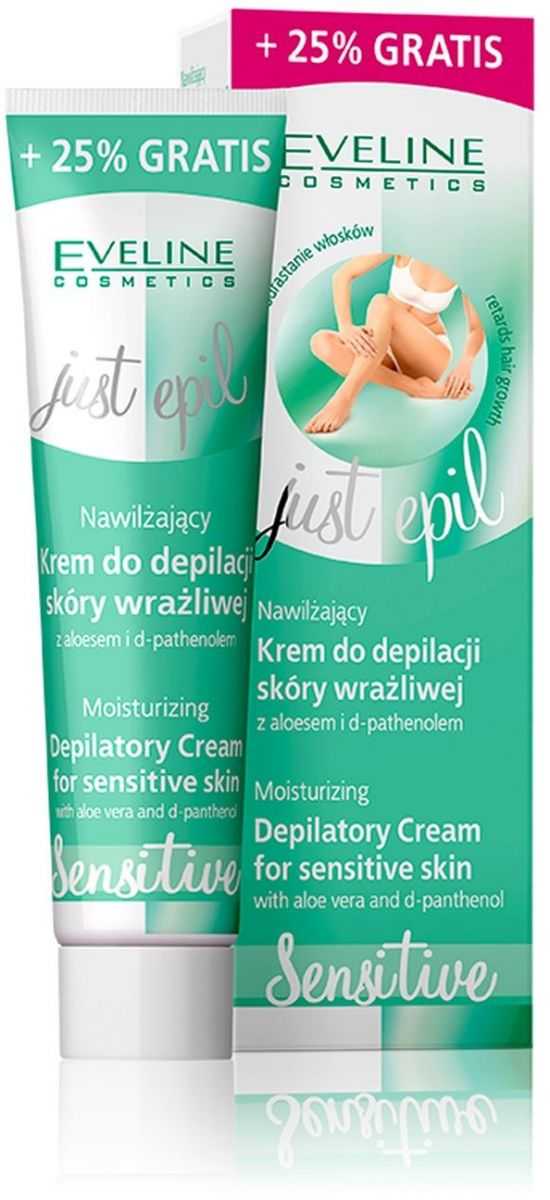 + 25% GRATIS
EVELINE
COSMETICS
just epil
Nawilżający
Krem do depilacji
skóry wrażliwej
z aloesem i d-pathenolem
Moisturizing
Depilatory Cream
for sensitive skin
with aloe vera and d-panthenol
Sensitive
+ 25% GRATIS
EVELINE
COSMETICS
włosków
retards hair growth
just epil
Nawilżający
Krem do depilacji
skóry wrażliwej
z aloesem i d-pathenolem
Moisturizing
Depilatory Cream
for sensitive skin
with aloe vera and d-panthenol
Sensitive